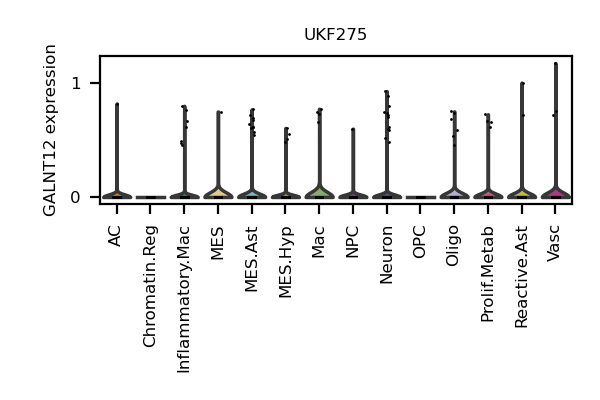 UKF275
GALNT12 expression
1
0
AC
Chromatin.Reg
Inflammatory.Mac
MES
MES.Ast
MES.Hyp
Mac
NPC
Neuron
OPC
Oligo
Prolif.Metab
Reactive.Ast
Vasc